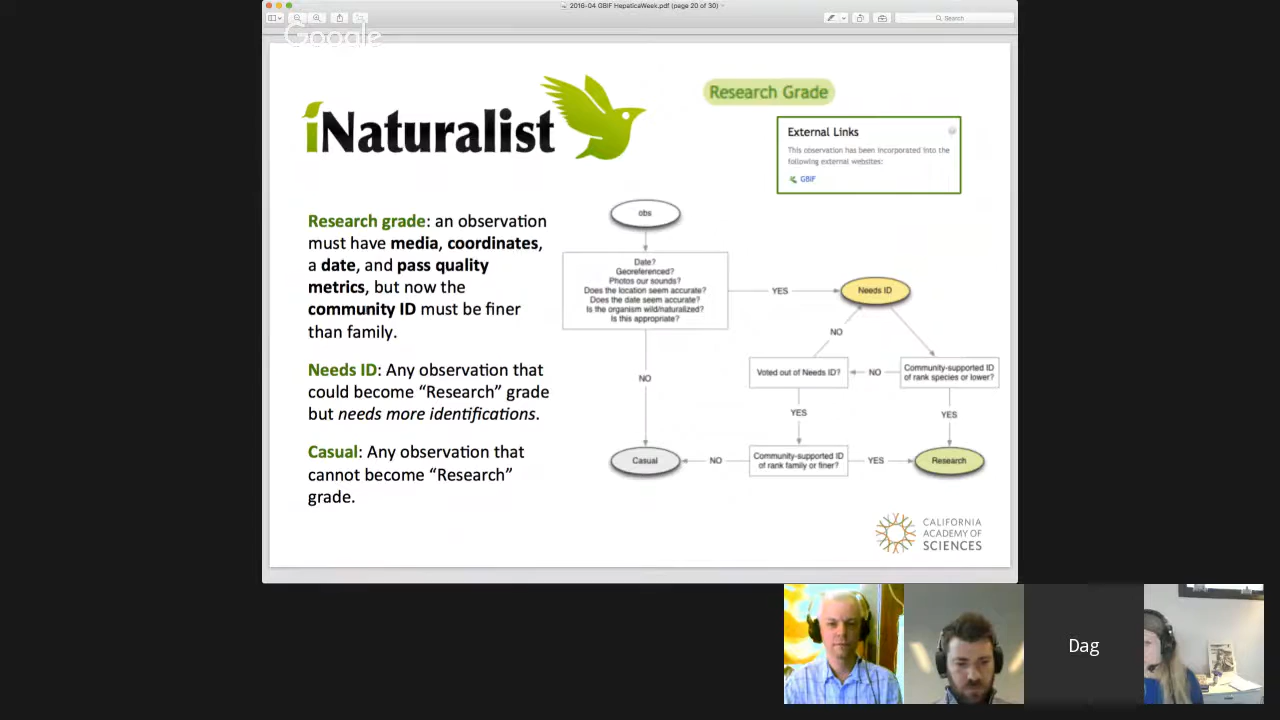 2016-04 GBIF HepaticaWeek.pdf (page 20 of 30)
Search
Google
iNaturalist
Research Grade
External Links
This observation has been incorporated into the
following external websites:
GBIF
Research grade: an observation
must have media, coordinates,
a date, and pass quality
metrics, but now the
community ID must be finer
than family.
Needs ID: Any observation that
could become “Research” grade
but needs more identifications.
Casual: Any observation that
cannot become “Research”
grade.
obs
Date?
Georeferenced?
Photos our sounds?
Does the location seem accurate?
Does the date seem accurate?
Is the organism wild/naturalized?
Is this appropriate?
YES
Needs ID
NO
NO
Voted out of Needs ID?
NO
Community-supported ID
of rank species or lower?
YES
YES
Casual
NO
Community-supported ID
of rank family or finer?
YES
Research
CALIFORNIA
ACADEMY OF
SCIENCES
Dag